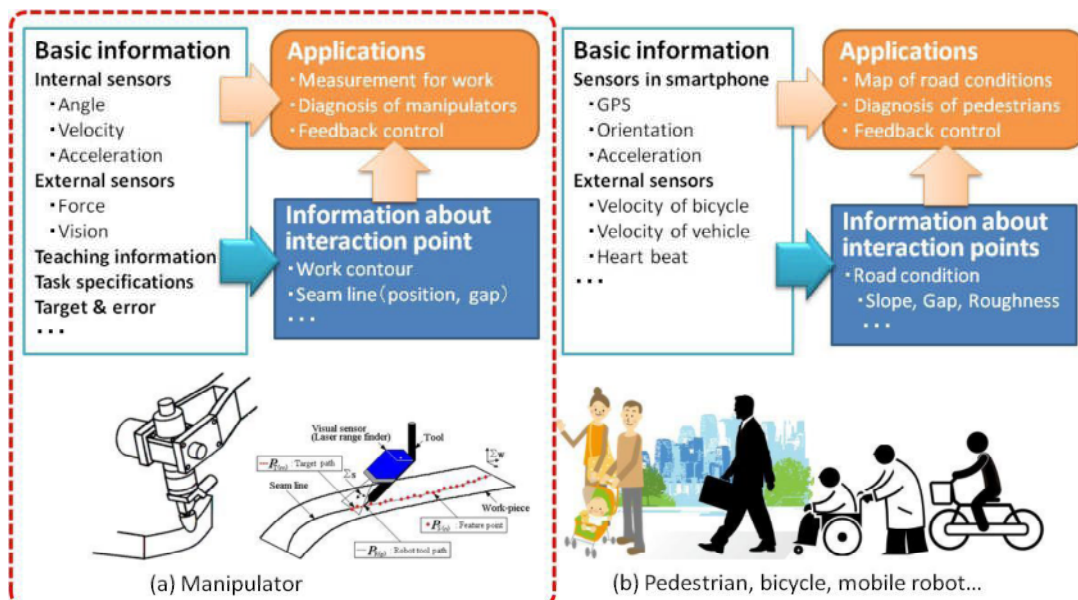 Basic information
Internal sensors
・Angle
・Velocity
・Acceleration
External sensors
・Force
・Vision
Teaching information
Task specifications
Target & error
・・・
Applications
・Measurement for work
・Diagnosis of manipulators
・Feedback control
Information about
interaction point
・Work contour
・Seam line(position, gap)
・・・
Visual sensor
(Laser range finder)
Tool
: Target path
Σs
Σw
Seam line
Work-piece
: Feature point
: Robot tool path
(a) Manipulator
Basic information
Sensors in smartphone
・GPS
・Orientation
・Acceleration
External sensors
・Velocity of bicycle
・Velocity of vehicle
・Heart beat
・・・
Applications
・Map of road conditions
・Diagnosis of pedestrians
・Feedback control
Information about
interaction points
・Road condition
・Slope, Gap, Roughness
・・・
(b) Pedestrian, bicycle, mobile robot...